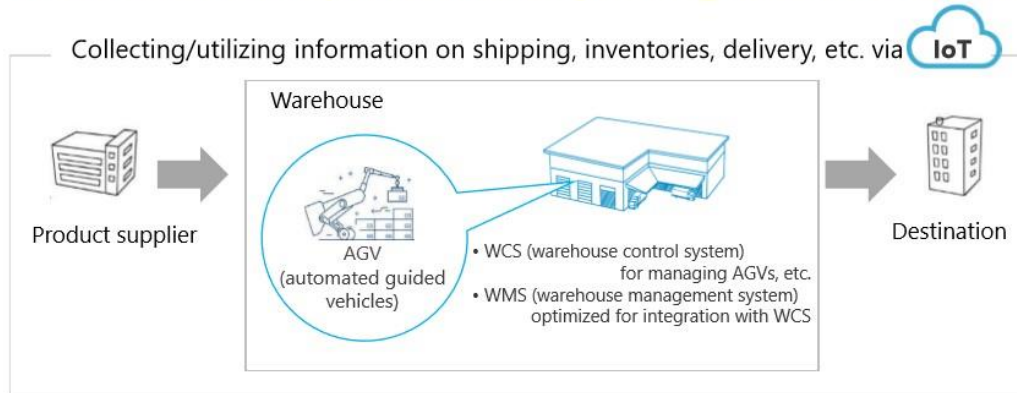 Collecting/utilizing information on shipping, inventories, delivery, etc. via IoT
Warehouse
Product supplier
AGV
(automated guided
vehicles)
• WCS (warehouse control system)
for managing AGVs, etc.
• WMS (warehouse management system)
optimized for integration with WCS
Destination